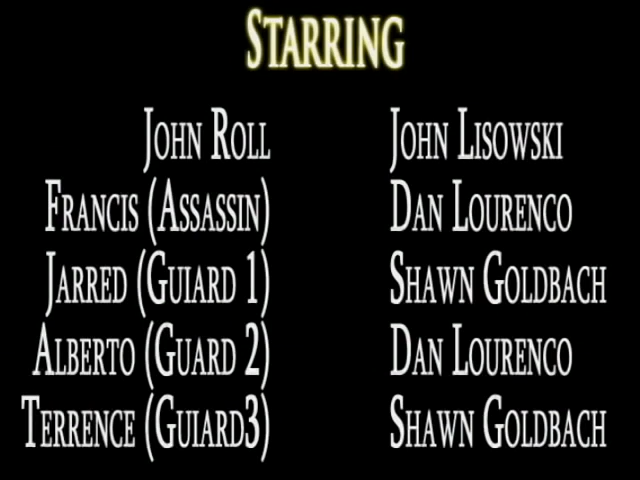 Starring
John Roll John Lisowski
Francis (Assassin) Dan Lourenco
Jarred (Guiard 1) Shawn Goldbach
Alberto (Guard 2) Dan Lourenco
Terrence (Guiard3) Shawn Goldbach